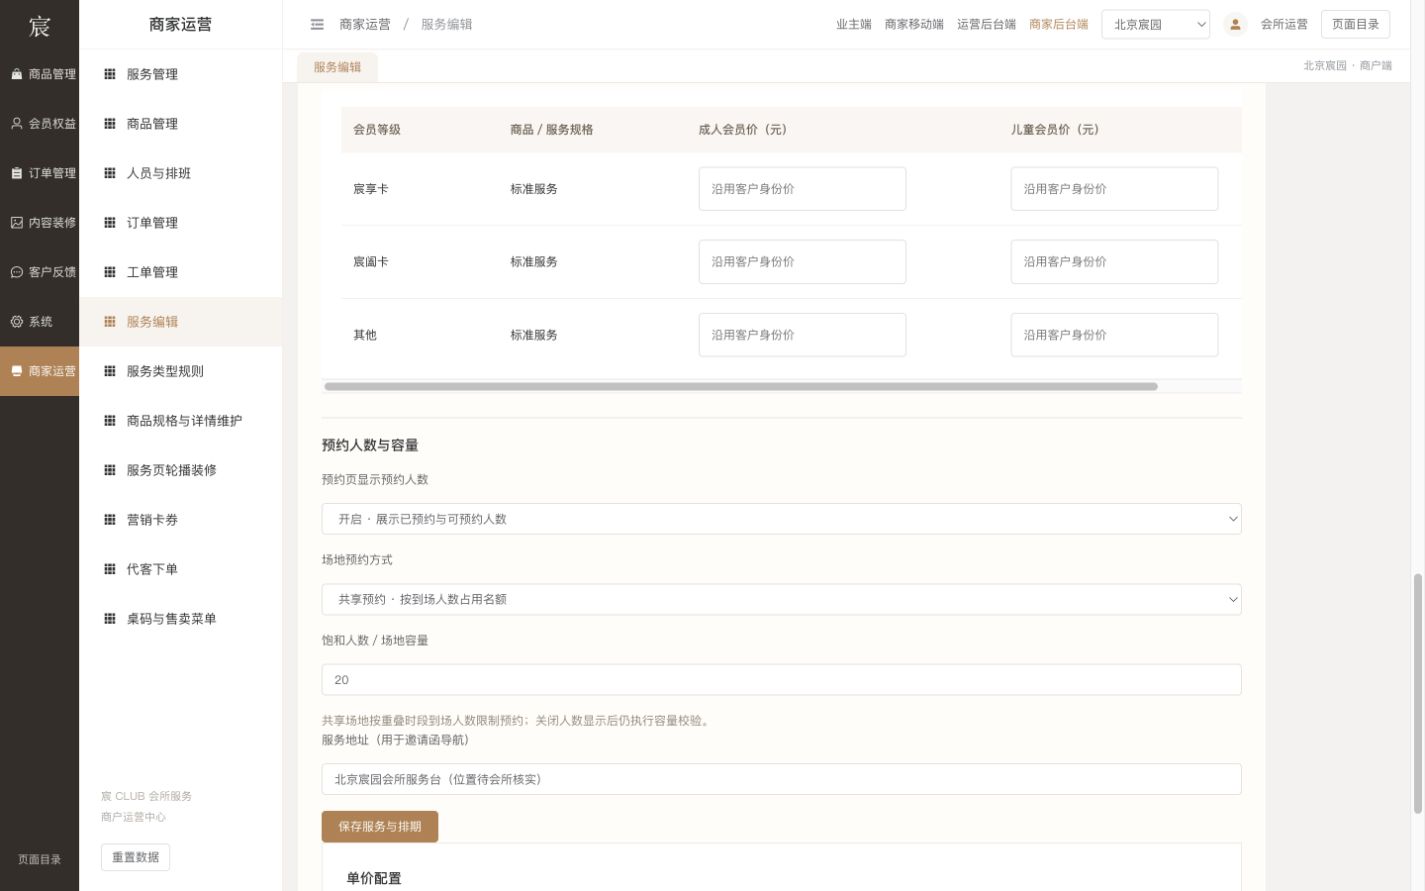 宸
商家运营
商家运营 / 服务编辑
业主端 商家移动端 运营后台端 商家后台端 北京宸园 会所运营 页面目录
服务编辑
北京宸园 · 商户端
商品管理
会员权益
订单管理
内容装修
客户反馈
系统
商家运营
页面目录
服务管理
商品管理
人员与排班
订单管理
工单管理
服务编辑
服务类型规则
商品规格与详情维护
服务页轮播装修
营销卡券
代客下单
桌码与售卖菜单
宸 CLUB 会所服务
商户运营中心
重置数据
会员等级 商品 / 服务规格 成人会员价（元） 儿童会员价（元）
宸享卡 标准服务 沿用客户身份价 沿用客户身份价
宸阖卡 标准服务 沿用客户身份价 沿用客户身份价
其他 标准服务 沿用客户身份价 沿用客户身份价
预约人数与容量
预约页显示预约人数
开启 · 展示已预约与可预约人数
场地预约方式
共享预约 · 按到场人数占用名额
饱和人数 / 场地容量
20
共享场地按重叠时段到场人数限制预约；关闭人数显示后仍执行容量校验。
服务地址（用于邀请函导航）
北京宸园会所服务台（位置待会所核实）
保存服务与排期
单价配置